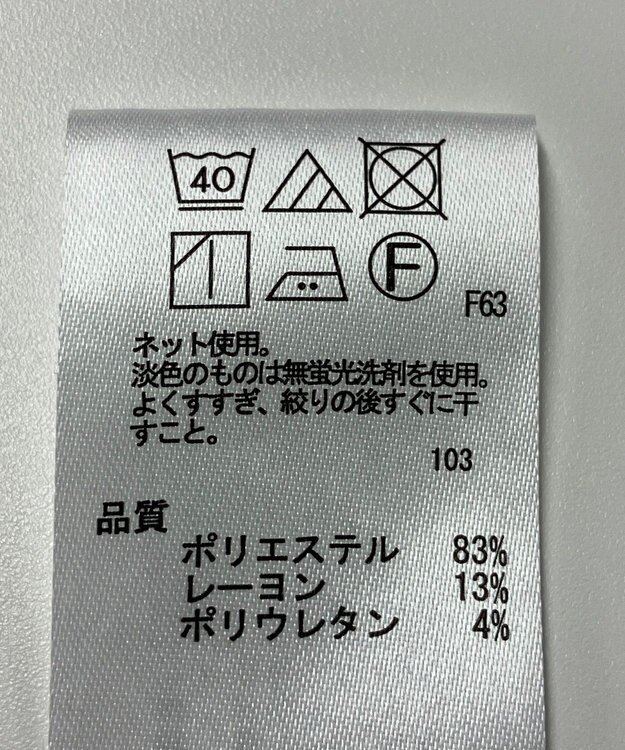 40
F
F63
ネット使用。
淡色のものは無蛍光洗剤を使用。
よくすすぎ、絞りの後すぐに干
すこと。
103
品質
ポリエステル 83%
レーヨン 13%
ポリウレタン 4%